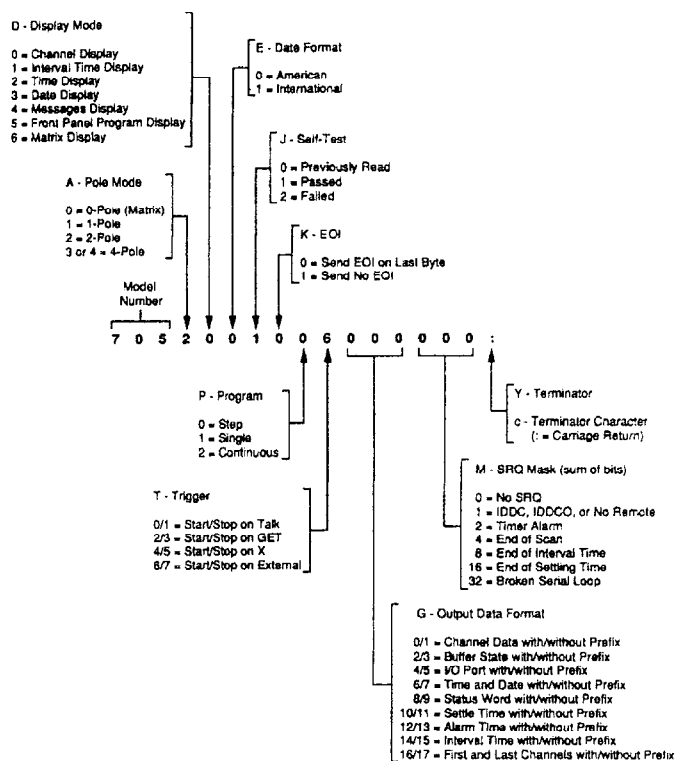 D - Display Mode
0 = Channel Display
1 = Interval Time Display
2 = Time Display
3 = Date Display
4 = Messages Display
5 = Front Panel Program Display
6 = Matrix Display
E - Date Format
0 = American
1 = International
J - Self-Test
0 = Previously Read
1 = Passed
2 = Failed
A - Pole Mode
0 = 0-Pole (Matrix)
1 = 1-Pole
2 = 2-Pole
3 or 4 = 4-Pole
K - EOI
0 = Send EOI on Last Byte
1 = Send No EOI
Model
Number
7 0 5 2 0 0 1 0 0 6 0 0 0 0 0 0 :
P - Program
0 = Step
1 = Single
2 = Continuous
Y - Terminator
c - Terminator Character
(: = Carriage Return)
T - Trigger
0/1 = Start/Stop on Talk
2/3 = Start/Stop on GET
4/5 = Start/Stop on X
6/7 = Start/Stop on External
M - SRQ Mask (sum of bits)
0 = No SRQ
1 = IDDC, IDDCO, or No Remote
2 = Timer Alarm
4 = End of Scan
8 = End of Interval Time
16 = End of Settling Time
32 = Broken Serial Loop
G - Output Data Format
0/1 = Channel Data with/without Prefix
2/3 = Buffer State with/without Prefix
4/5 = I/O Port with/without Prefix
6/7 = Time and Date with/without Prefix
8/9 = Status Word with/without Prefix
10/11 = Settle Time with/without Prefix
12/13 = Alarm Time with/without Prefix
14/15 = Interval Time with/without Prefix
16/17 = First and Last Channels with/without Prefix